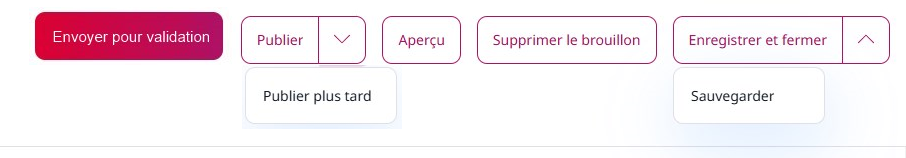 Envoyer pour validation
Publier
Aperçu
Supprimer le brouillon
Enregistrer et fermer
Publier plus tard
Sauvegarder